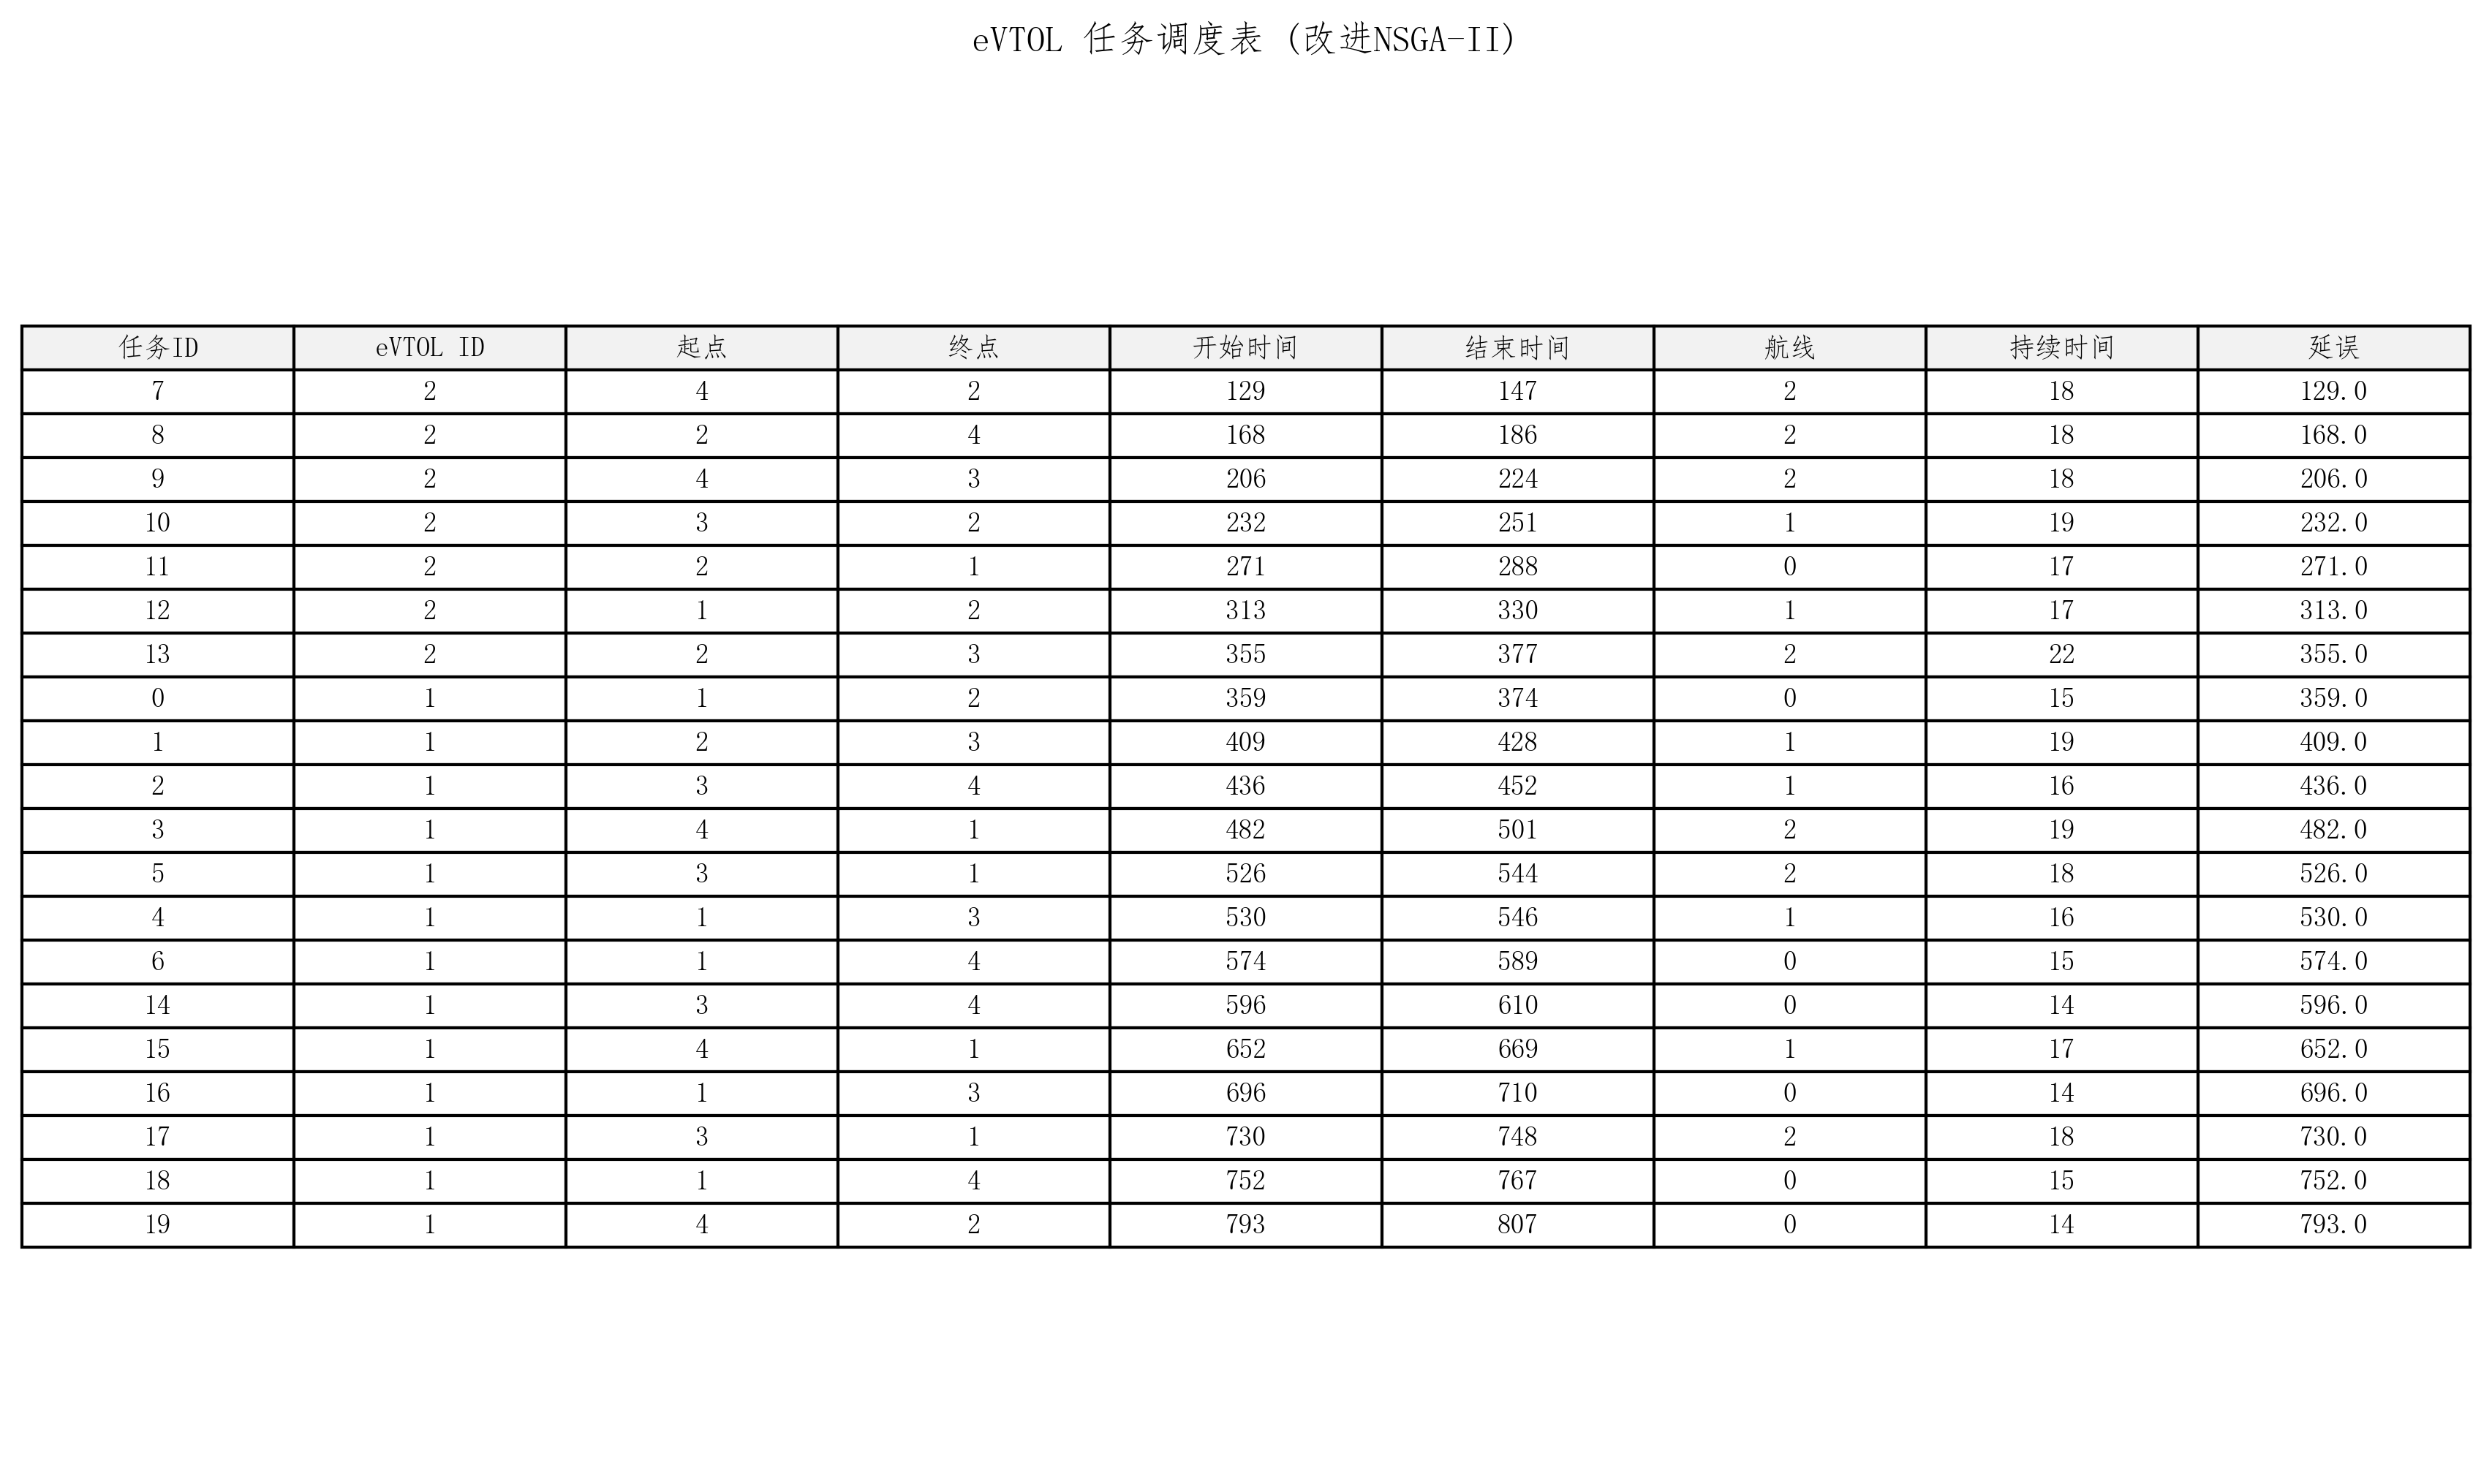 eVTOL 任务调度表 (改进NSGA-II)
任务ID eVTOL ID 起点 终点 开始时间 结束时间 航线 持续时间 延误
7 2 4 2 129 147 2 18 129.0
8 2 2 4 168 186 2 18 168.0
9 2 4 3 206 224 2 18 206.0
10 2 3 2 232 251 1 19 232.0
11 2 2 1 271 288 0 17 271.0
12 2 1 2 313 330 1 17 313.0
13 2 2 3 355 377 2 22 355.0
0 1 1 2 359 374 0 15 359.0
1 1 2 3 409 428 1 19 409.0
2 1 3 4 436 452 1 16 436.0
3 1 4 1 482 501 2 19 482.0
5 1 3 1 526 544 2 18 526.0
4 1 1 3 530 546 1 16 530.0
6 1 1 4 574 589 0 15 574.0
14 1 3 4 596 610 0 14 596.0
15 1 4 1 652 669 1 17 652.0
16 1 1 3 696 710 0 14 696.0
17 1 3 1 730 748 2 18 730.0
18 1 1 4 752 767 0 15 752.0
19 1 4 2 793 807 0 14 793.0